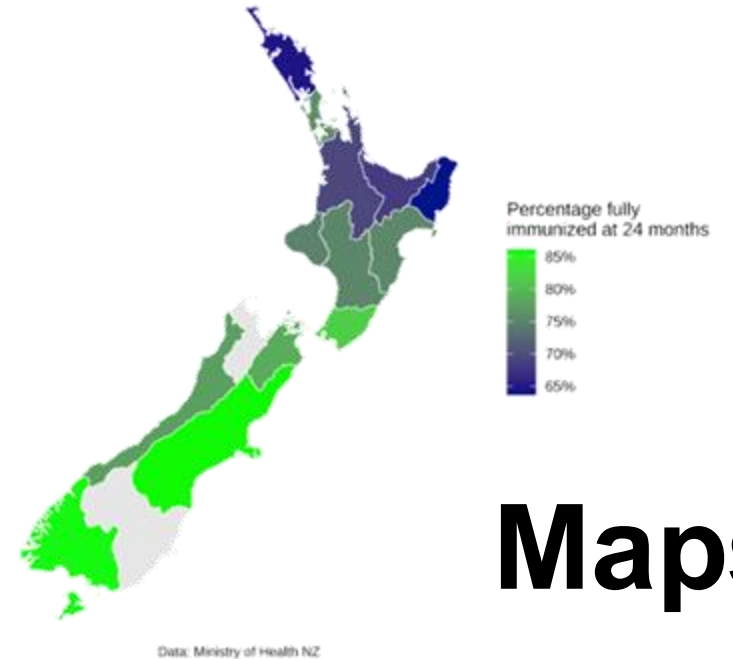 Percentage fully
immunized at 24 months
85%
80%
75%
70%
65%
Maps
Data: Ministry of Health NZ